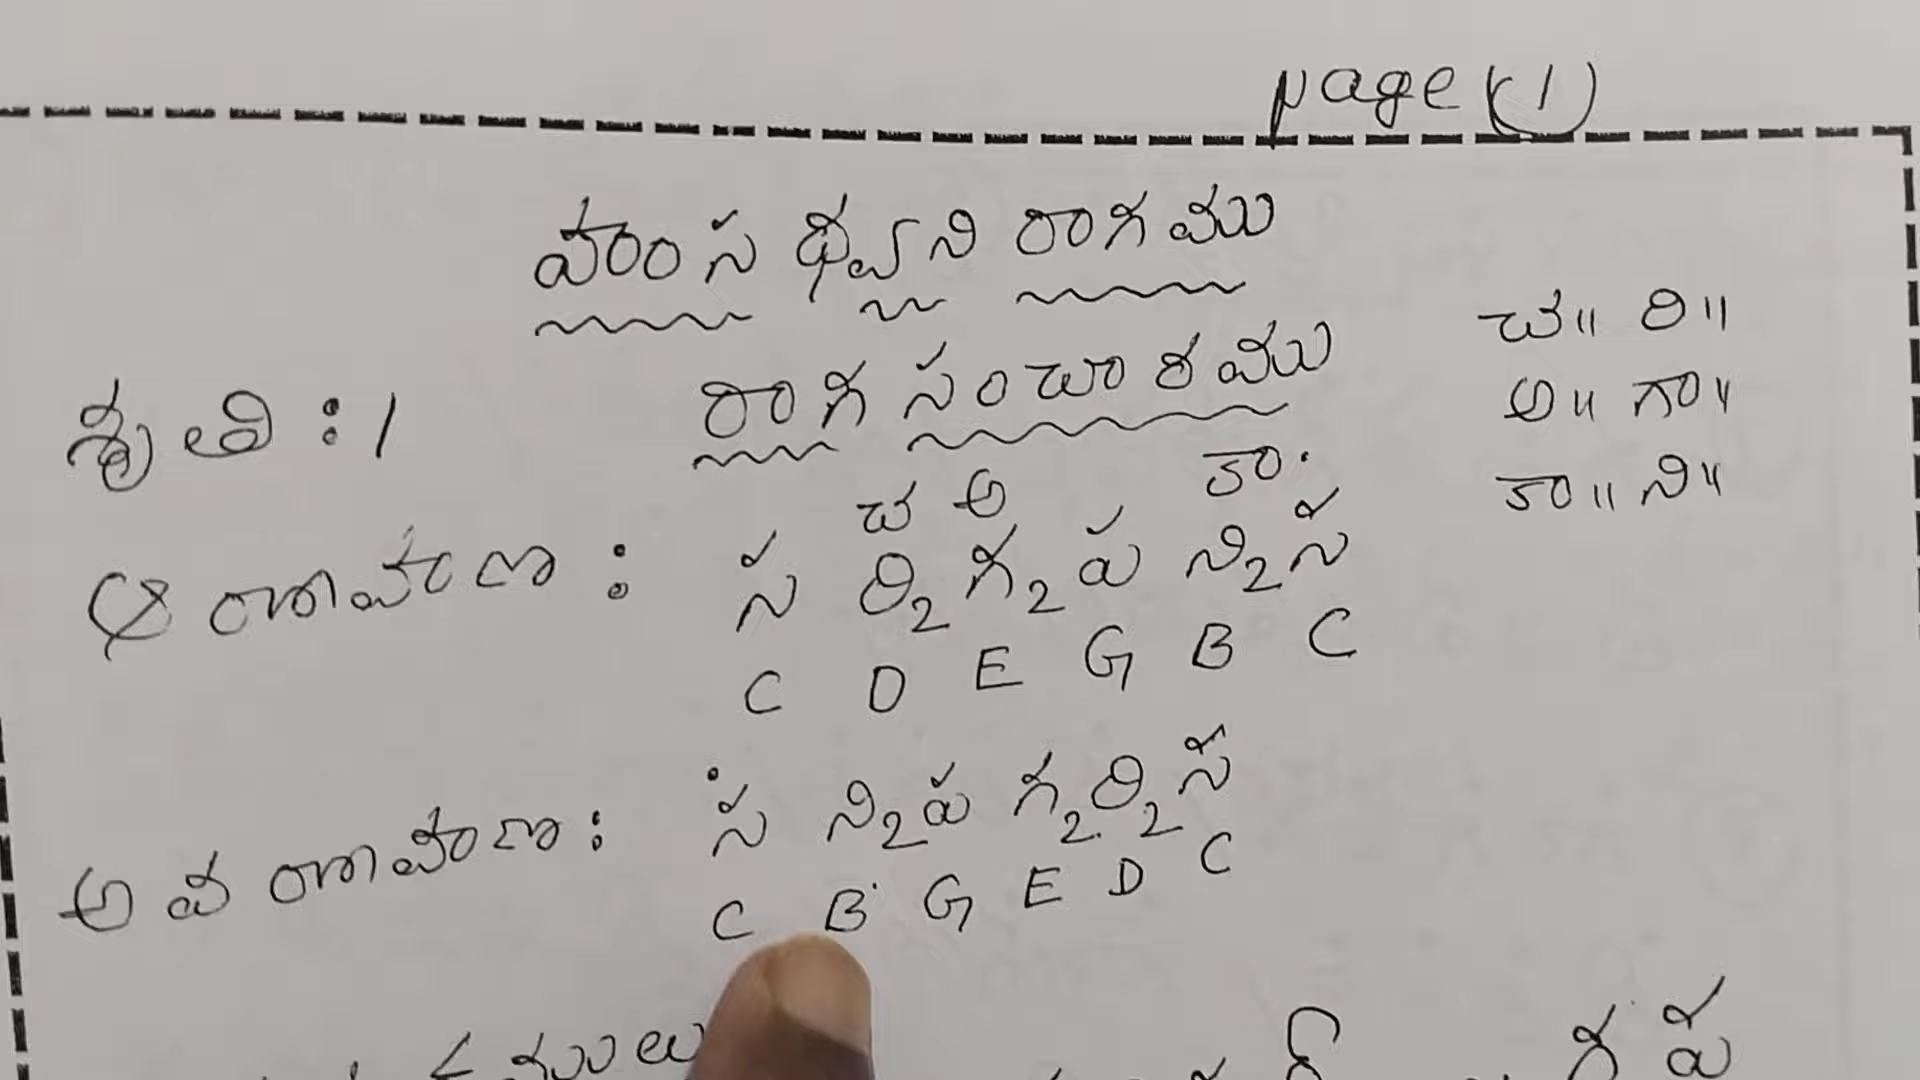 page (1)
హంసధ్వని రాగము
రాగ సంచారము
శృతి : 1
చ॥ రి॥
అ॥ గా॥
కా॥ ని॥
చ అ కా
ఆరోహణ : స రి2 గ2 ప ని2 స
C D E G B C
అవరోహణ : స ని2 ప గ2 రి2 స
C B G E D C
గ ప